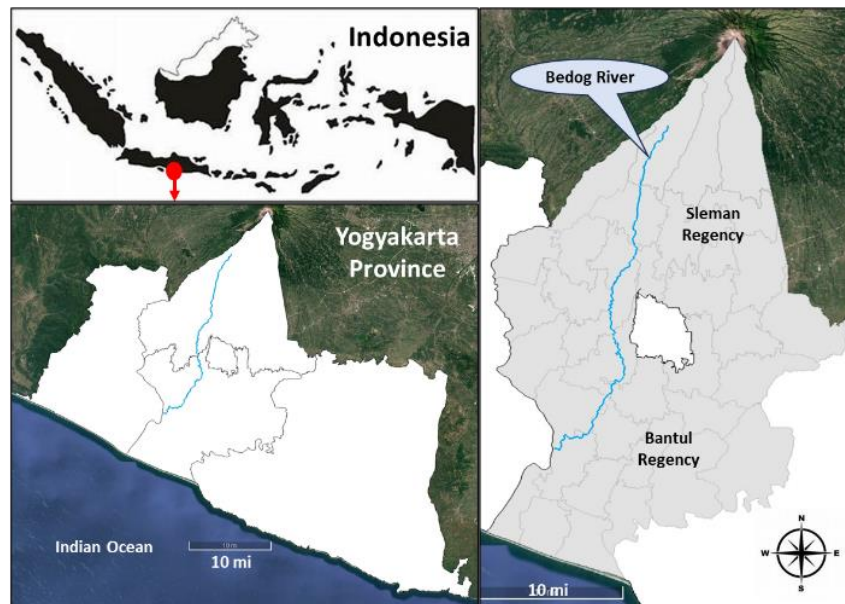 Indonesia
Yogyakarta
Province
Indian Ocean
10 mi
Bedog River
Sleman
Regency
Bantul
Regency
10 mi
N
W
E
S